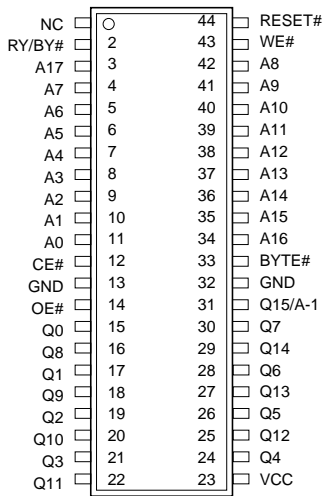 NC 44 RESET#
RY/BY# 2 43 WE#
A17 3 42 A8
A7 4 41 A9
A6 5 40 A10
A5 6 39 A11
A4 7 38 A12
A3 8 37 A13
A2 9 36 A14
A1 10 35 A15
A0 11 34 A16
CE# 12 33 BYTE#
GND 13 32 GND
OE# 14 31 Q15/A-1
Q0 15 30 Q7
Q8 16 29 Q14
Q1 17 28 Q6
Q9 18 27 Q13
Q2 19 26 Q5
Q10 20 25 Q12
Q3 21 24 Q4
Q11 22 23 VCC